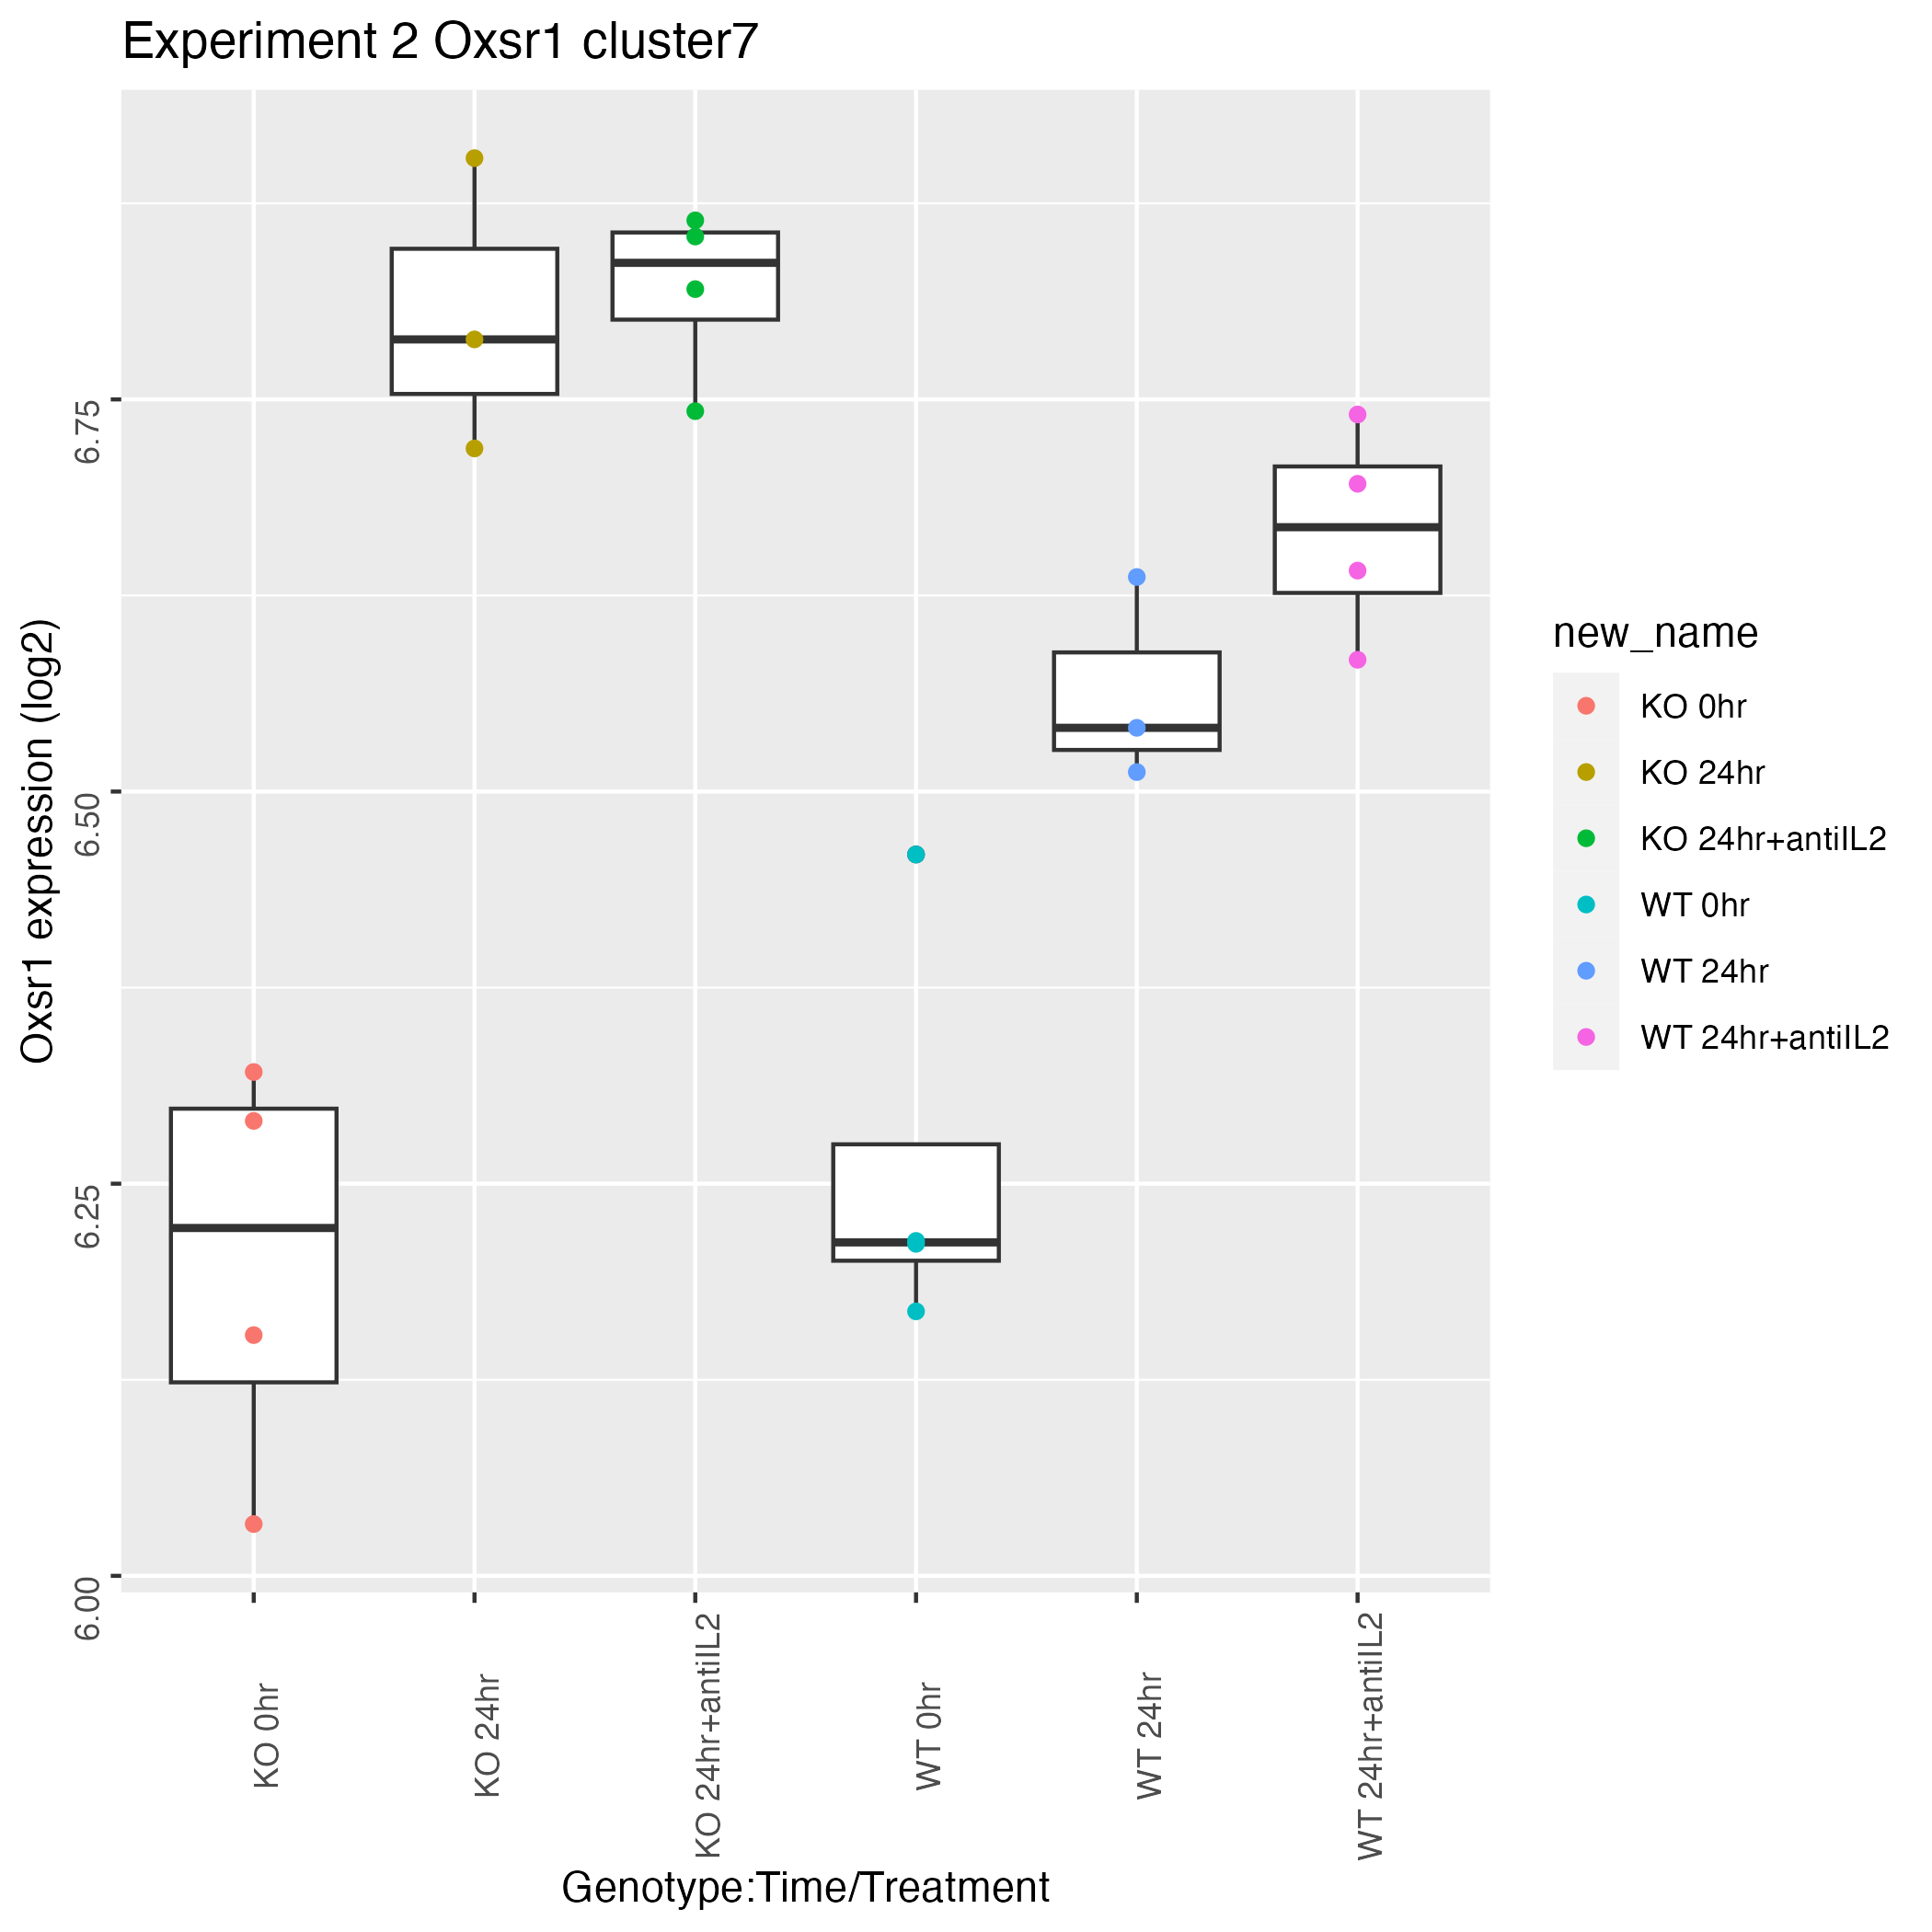 Experiment 2 Oxsr1 cluster7
Oxsr1 expression (log2)
6.75
6.50
6.25
6.00
KO 0hr
KO 24hr
KO 24hr+antiIL2
WT 0hr
WT 24hr
WT 24hr+antiIL2
Genotype:Time/Treatment
new_name
KO 0hr
KO 24hr
KO 24hr+antiIL2
WT 0hr
WT 24hr
WT 24hr+antiIL2